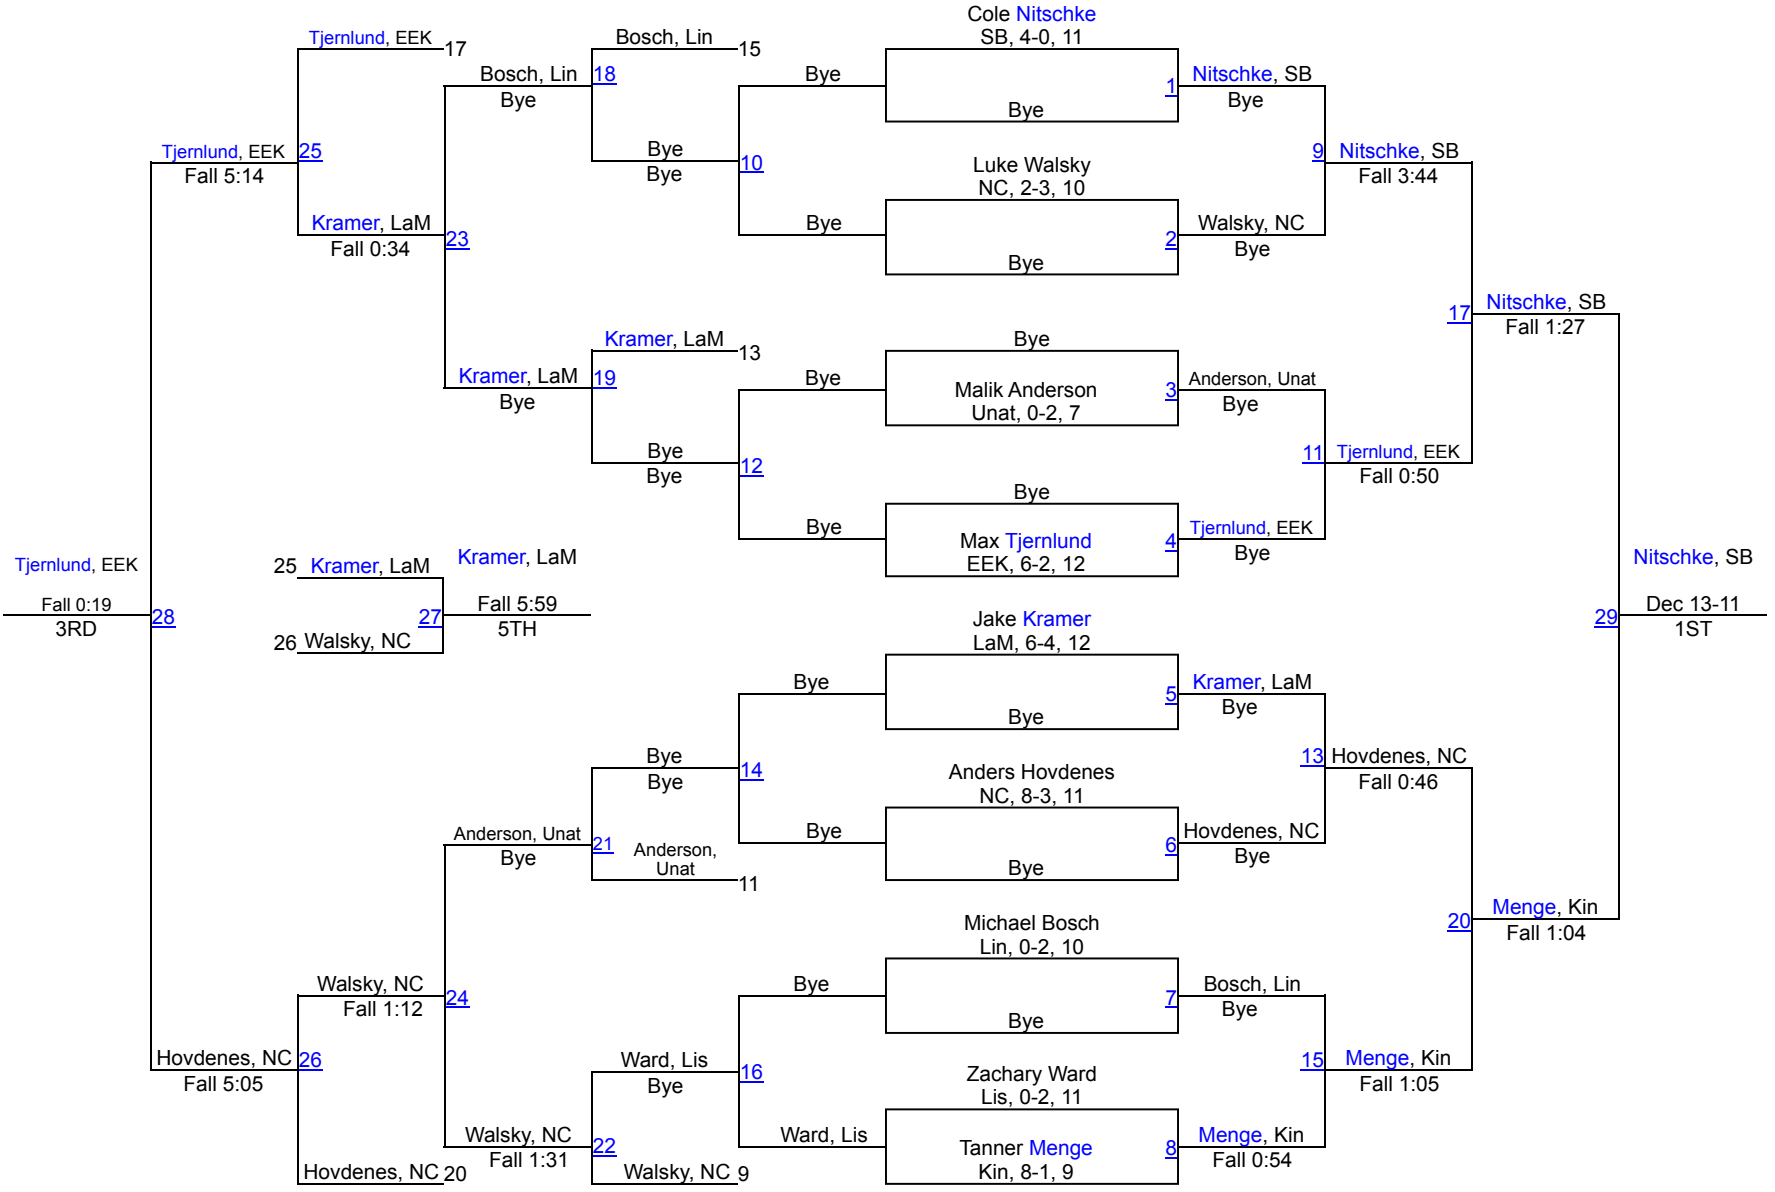 Cole Nitschke
SB, 4-0, 11
Tjernlund, EEK
17
Bosch, Lin
15
Bosch, Lin
18
Bye
Bye
1
Nitschke, SB
Bye
Bye
Tjernlund, EEK
25
Fall 5:14
Bye
Bye
10
Luke Walsky
NC, 2-3, 10
9
Nitschke, SB
Fall 3:44
Kramer, LaM
Fall 0:34
23
Bye
2
Walsky, NC
Bye
Bye
17
Nitschke, SB
Fall 1:27
Kramer, LaM
13
Bye
Kramer, LaM
19
Bye
Bye
Malik Anderson
Unat, 0-2, 7
3
Anderson, Unat
Bye
Bye
Bye
12
11
Tjernlund, EEK
Fall 0:50
Bye
Bye
Max Tjernlund
EEK, 6-2, 12
4
Tjernlund, EEK
Bye
Tjernlund, EEK
Fall 0:19
3RD
28
25
Kramer, LaM
Kramer, LaM
27
Fall 5:59
5TH
26
Walsky, NC
Nitschke, SB
29
Dec 13-11
1ST
Jake Kramer
LaM, 6-4, 12
Bye
5
Kramer, LaM
Bye
Bye
Bye
Bye
14
Anders Hovdenes
NC, 8-3, 11
13
Hovdenes, NC
Fall 0:46
Anderson, Unat
Bye
21
Anderson,
Unat
11
Bye
6
Hovdenes, NC
Bye
Bye
20
Menge, Kin
Fall 1:04
Michael Bosch
Lin, 0-2, 10
Walsky, NC
Fall 1:12
24
Bye
7
Bosch, Lin
Bye
Bye
Hovdenes, NC
26
Fall 5:05
Ward, Lis
Bye
16
Zachary Ward
Lis, 0-2, 11
15
Menge, Kin
Fall 1:05
Walsky, NC
Fall 1:31
22
Ward, Lis
Tanner Menge
Kin, 8-1, 9
8
Menge, Kin
Fall 0:54
Hovdenes, NC
20
Walsky, NC
9